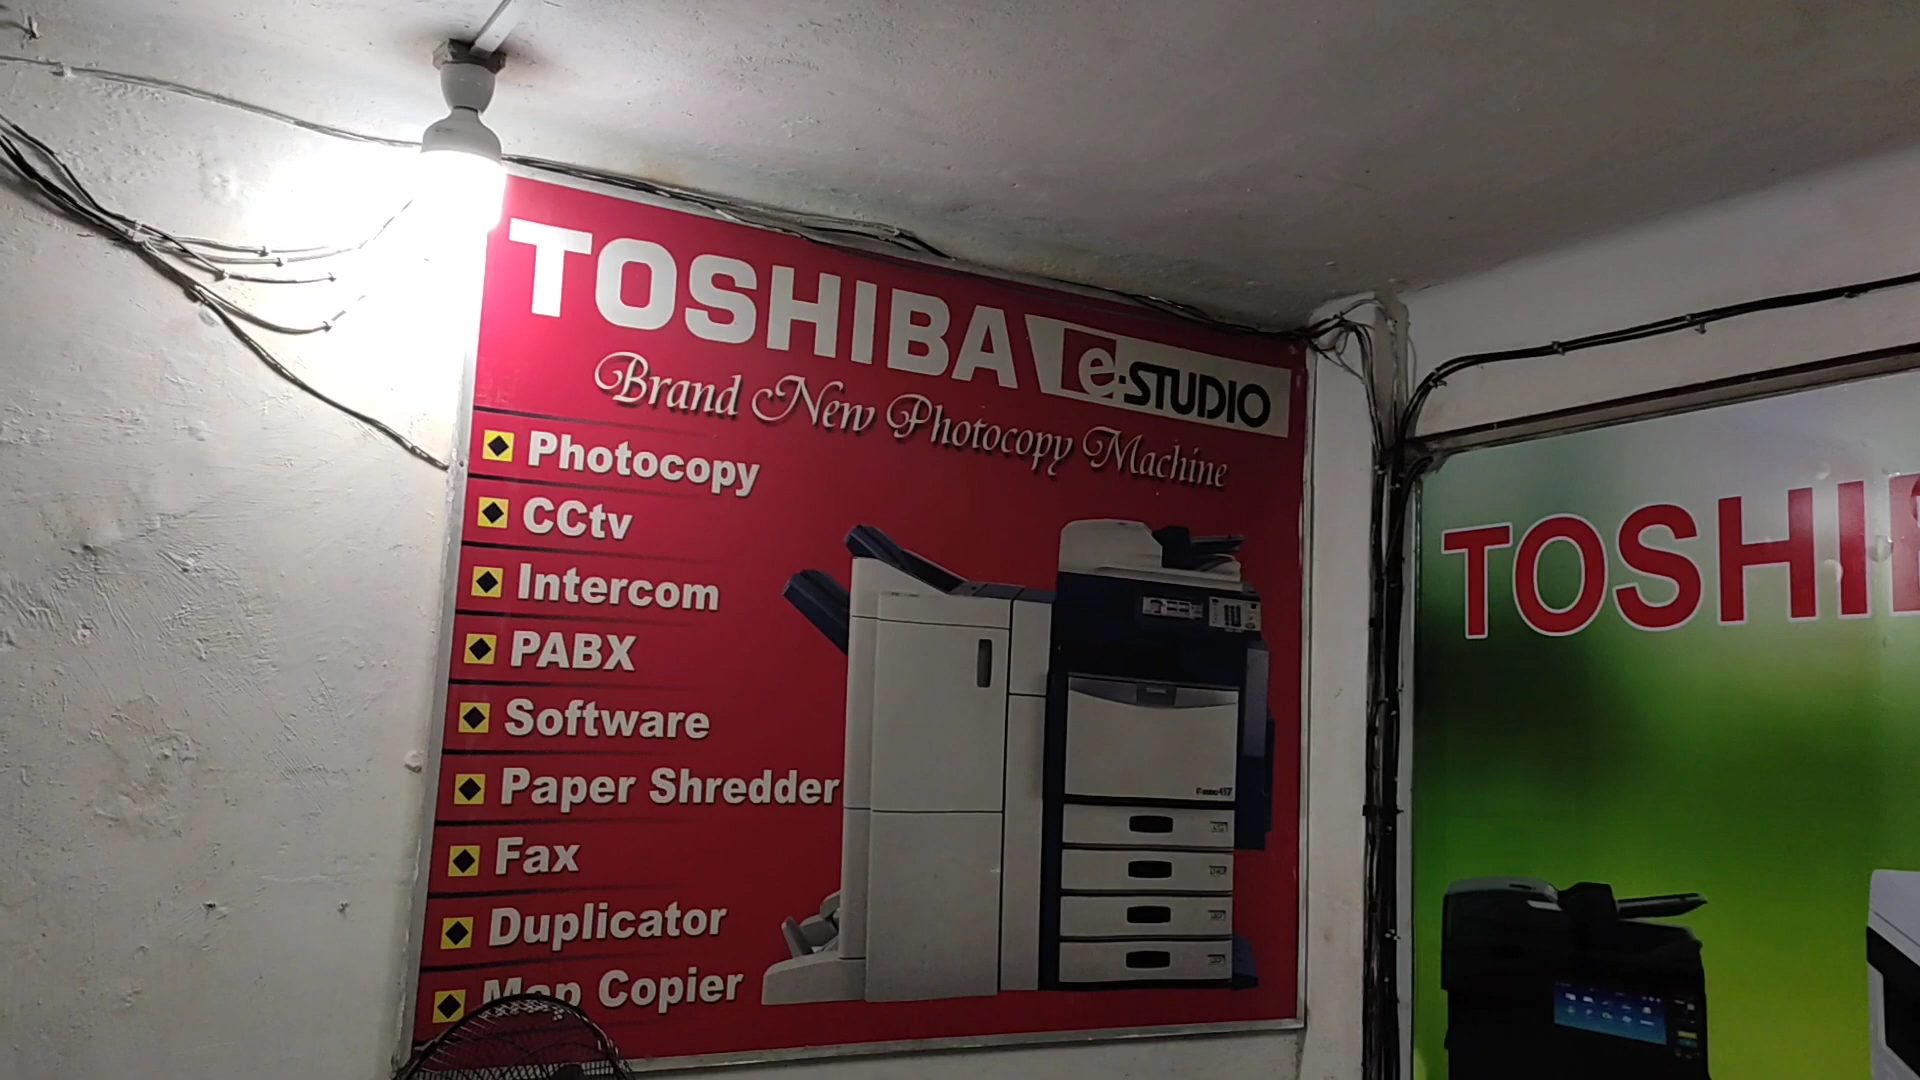 TOSHIBA e-STUDIO
Brand New Photocopy Machine
Photocopy
CCtv
Intercom
PABX
Software
Paper Shredder
Fax
Duplicator
Map Copier
TOSHI